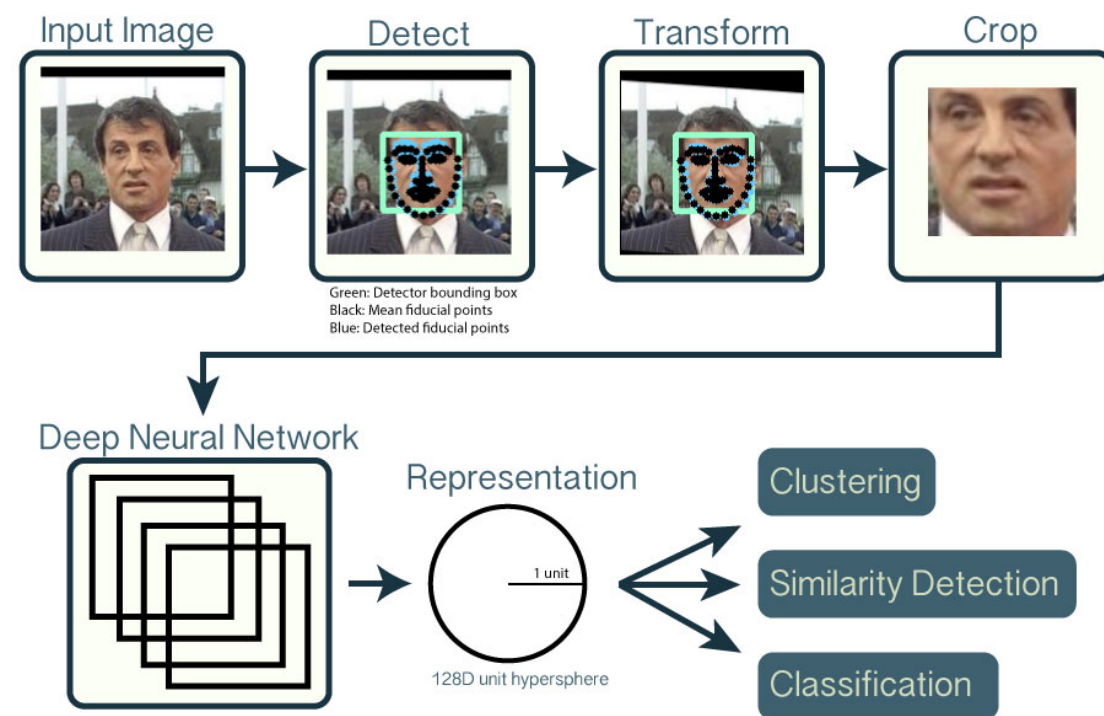 Input Image
Detect
Transform
Crop
Green: Detector bounding box
Black: Mean fiducial points
Blue: Detected fiducial points
Deep Neural Network
Representation
1 unit
128D unit hypersphere
Clustering
Similarity Detection
Classification